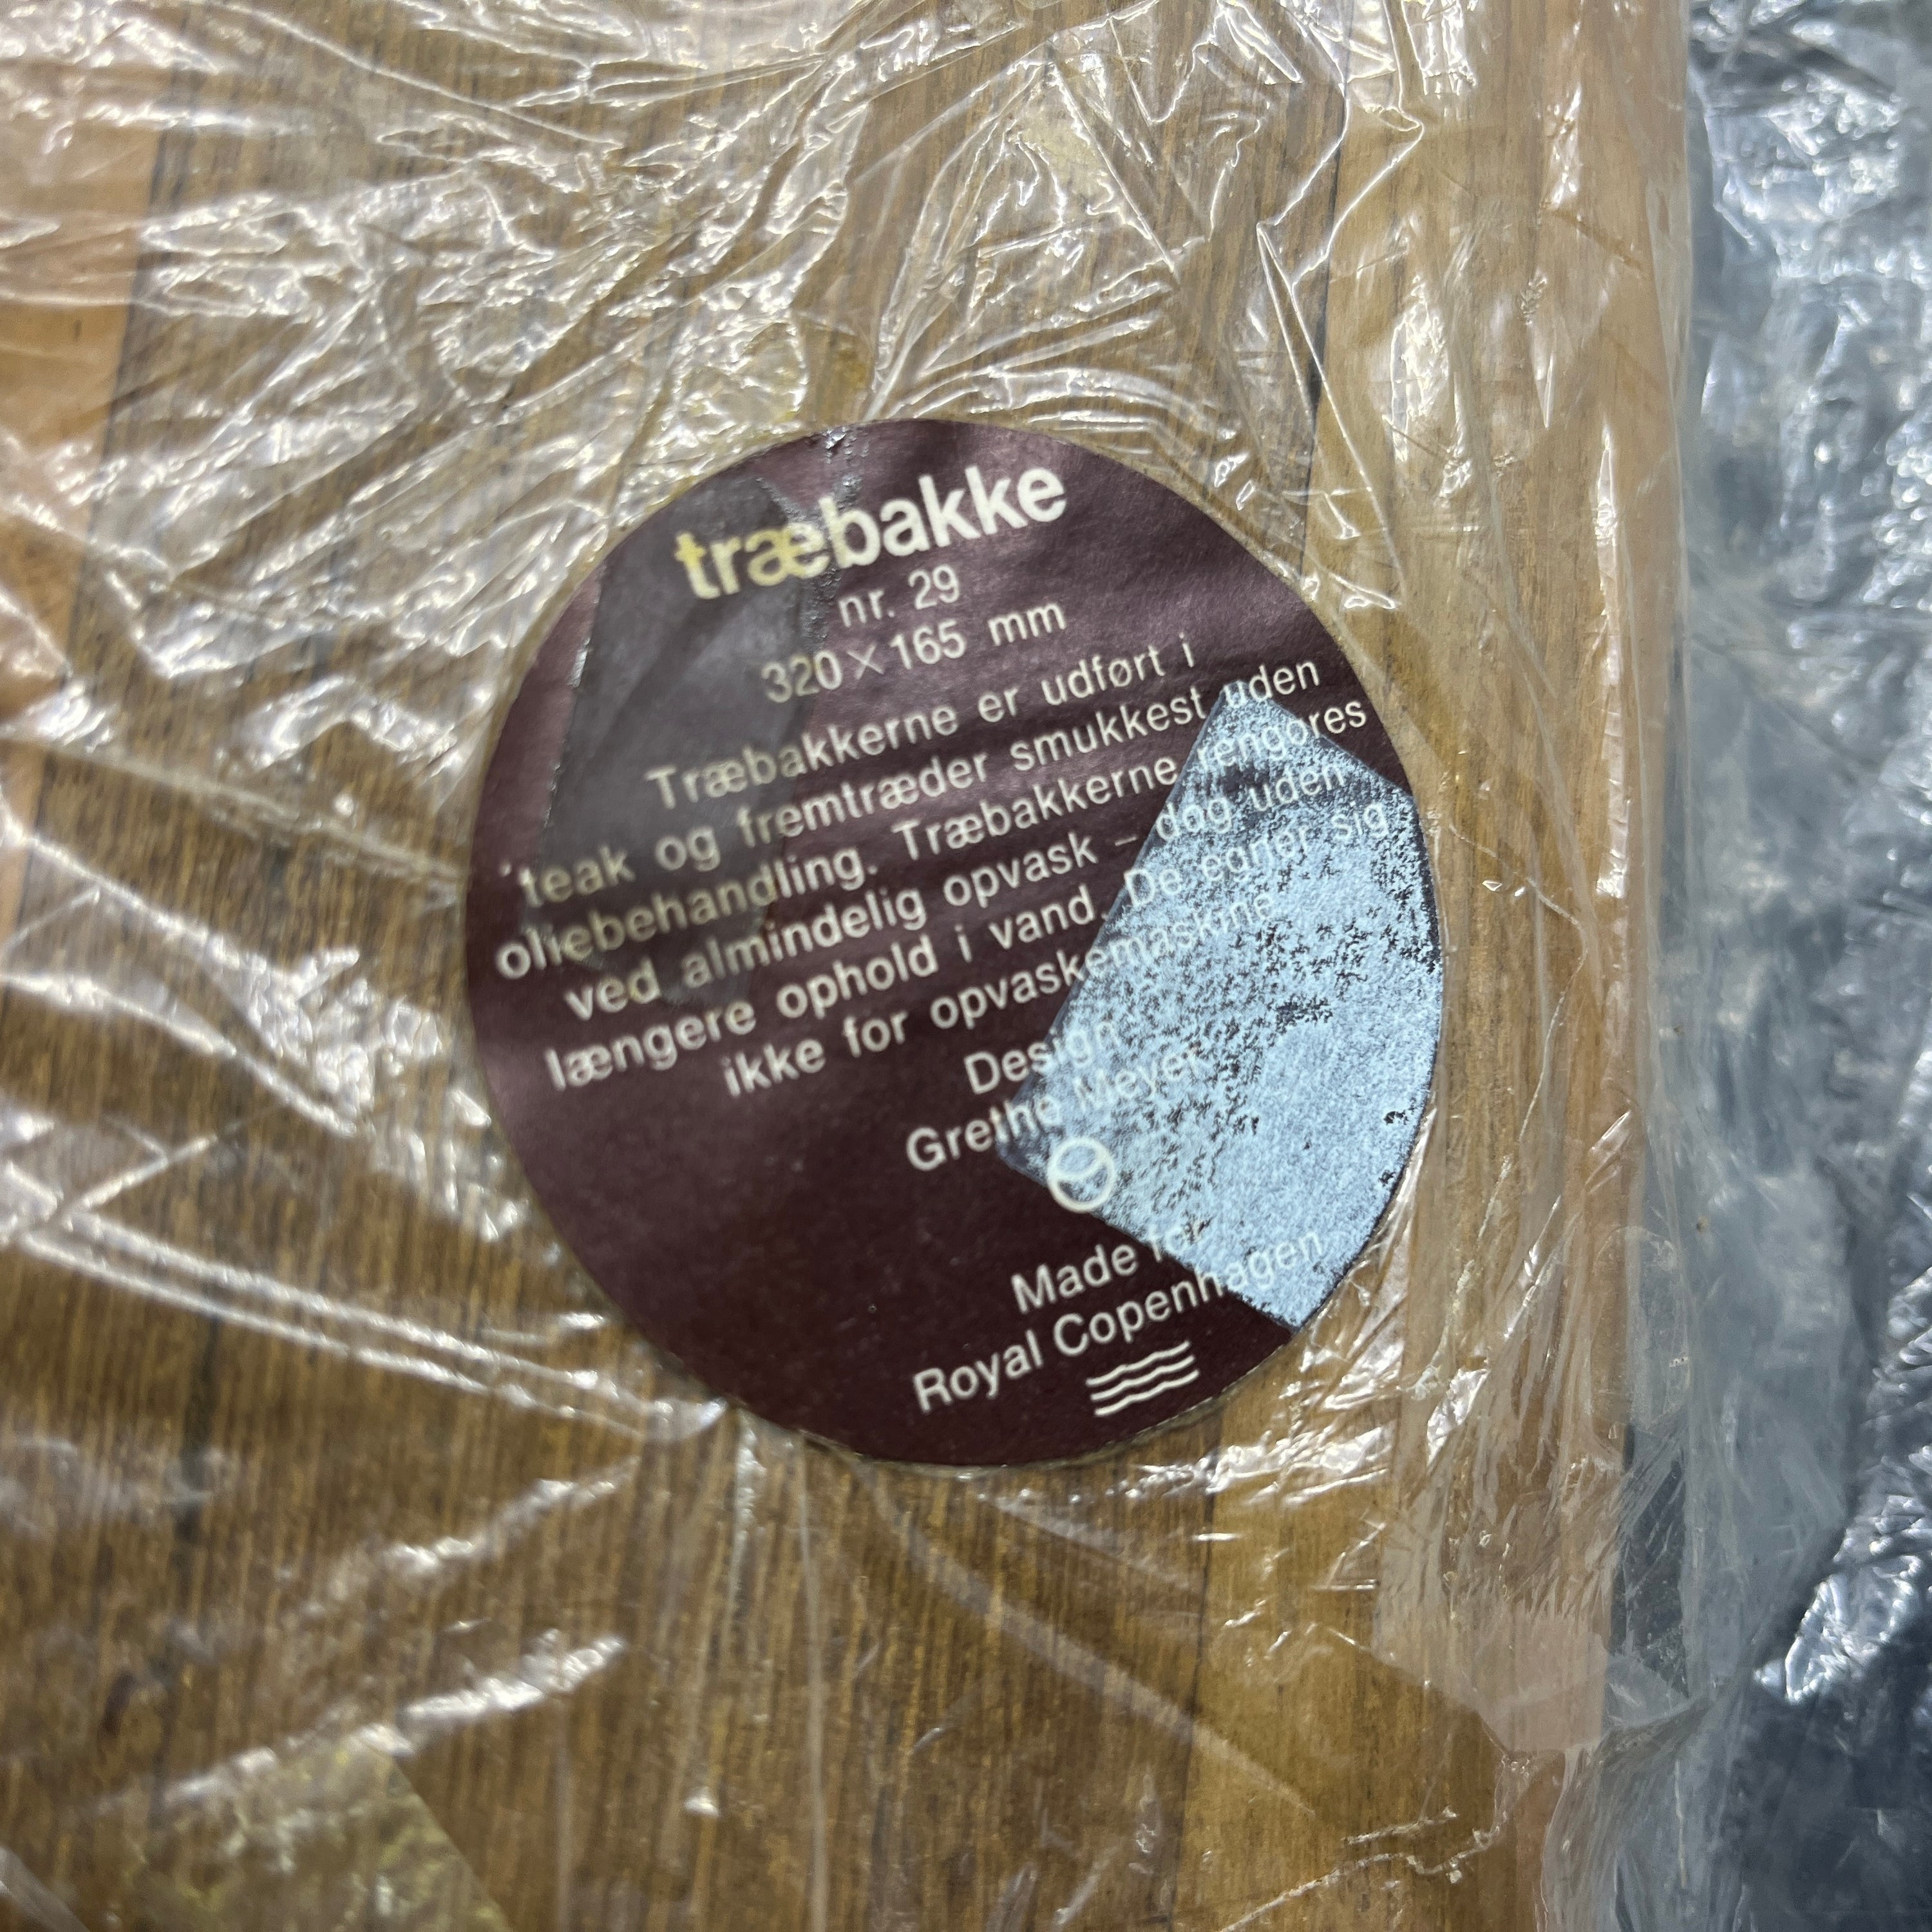 træbakke
nr. 29
320 × 165 mm
Træbakkerne er udført i
teak og fremtræder smukkest uden
oliebehandling. Træbakkerne rengøres
ved almindelig opvask – dog uden
længere ophold i vand. De egner sig
ikke for opvaskemaskine
Design
Grethe Meyer
Made for
Royal Copenhagen